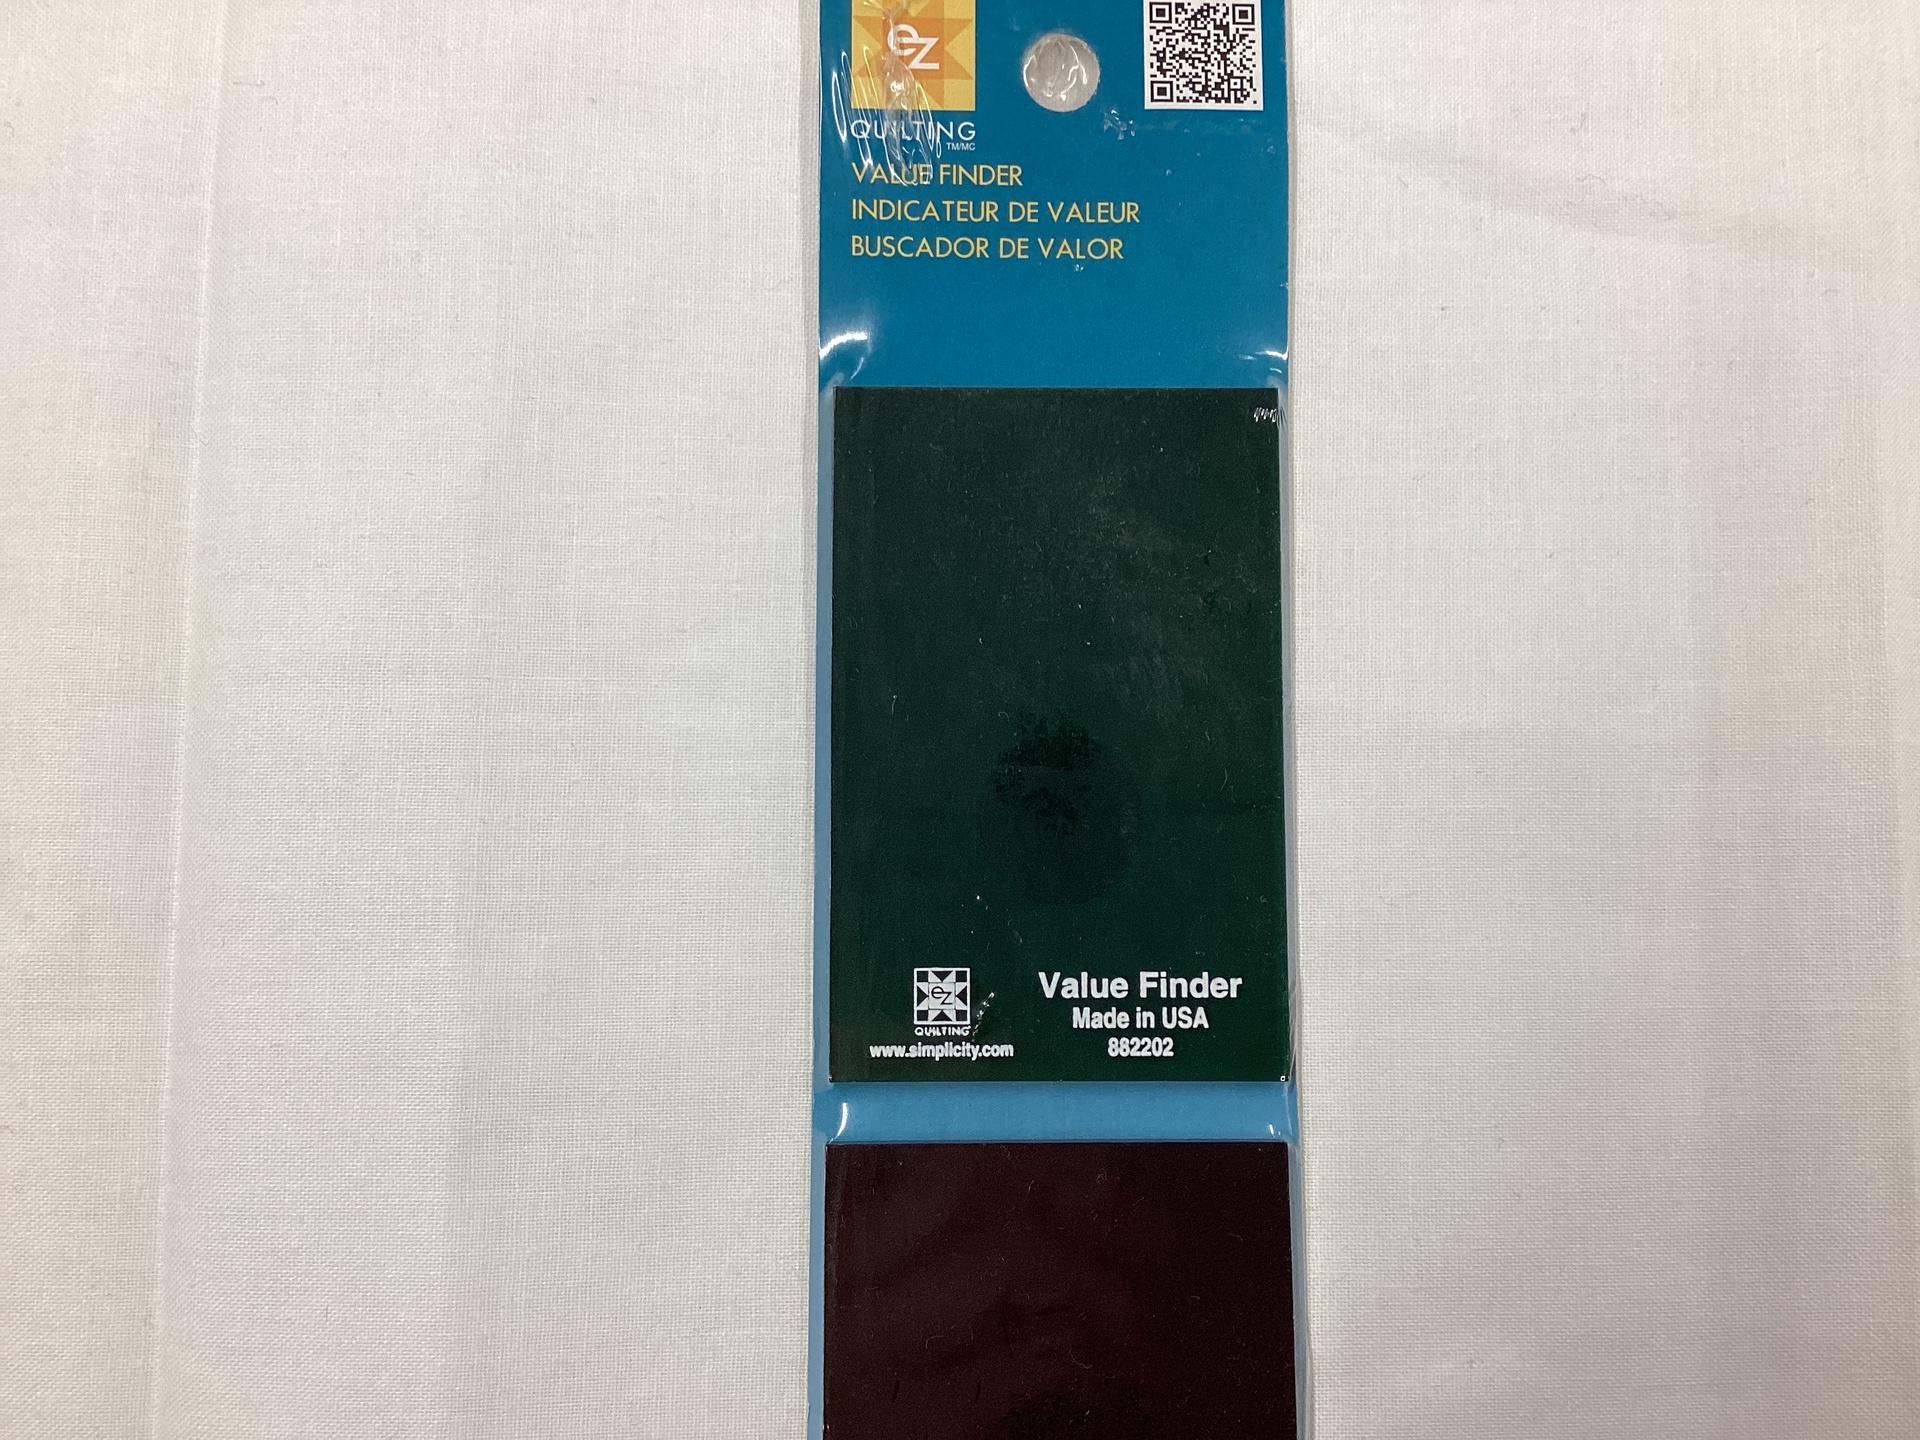 ez
QUILTING
TM/MC
VALUE FINDER
INDICATEUR DE VALEUR
BUSCADOR DE VALOR
ez
QUILTING
www.simplicity.com
Value Finder
Made in USA
882202